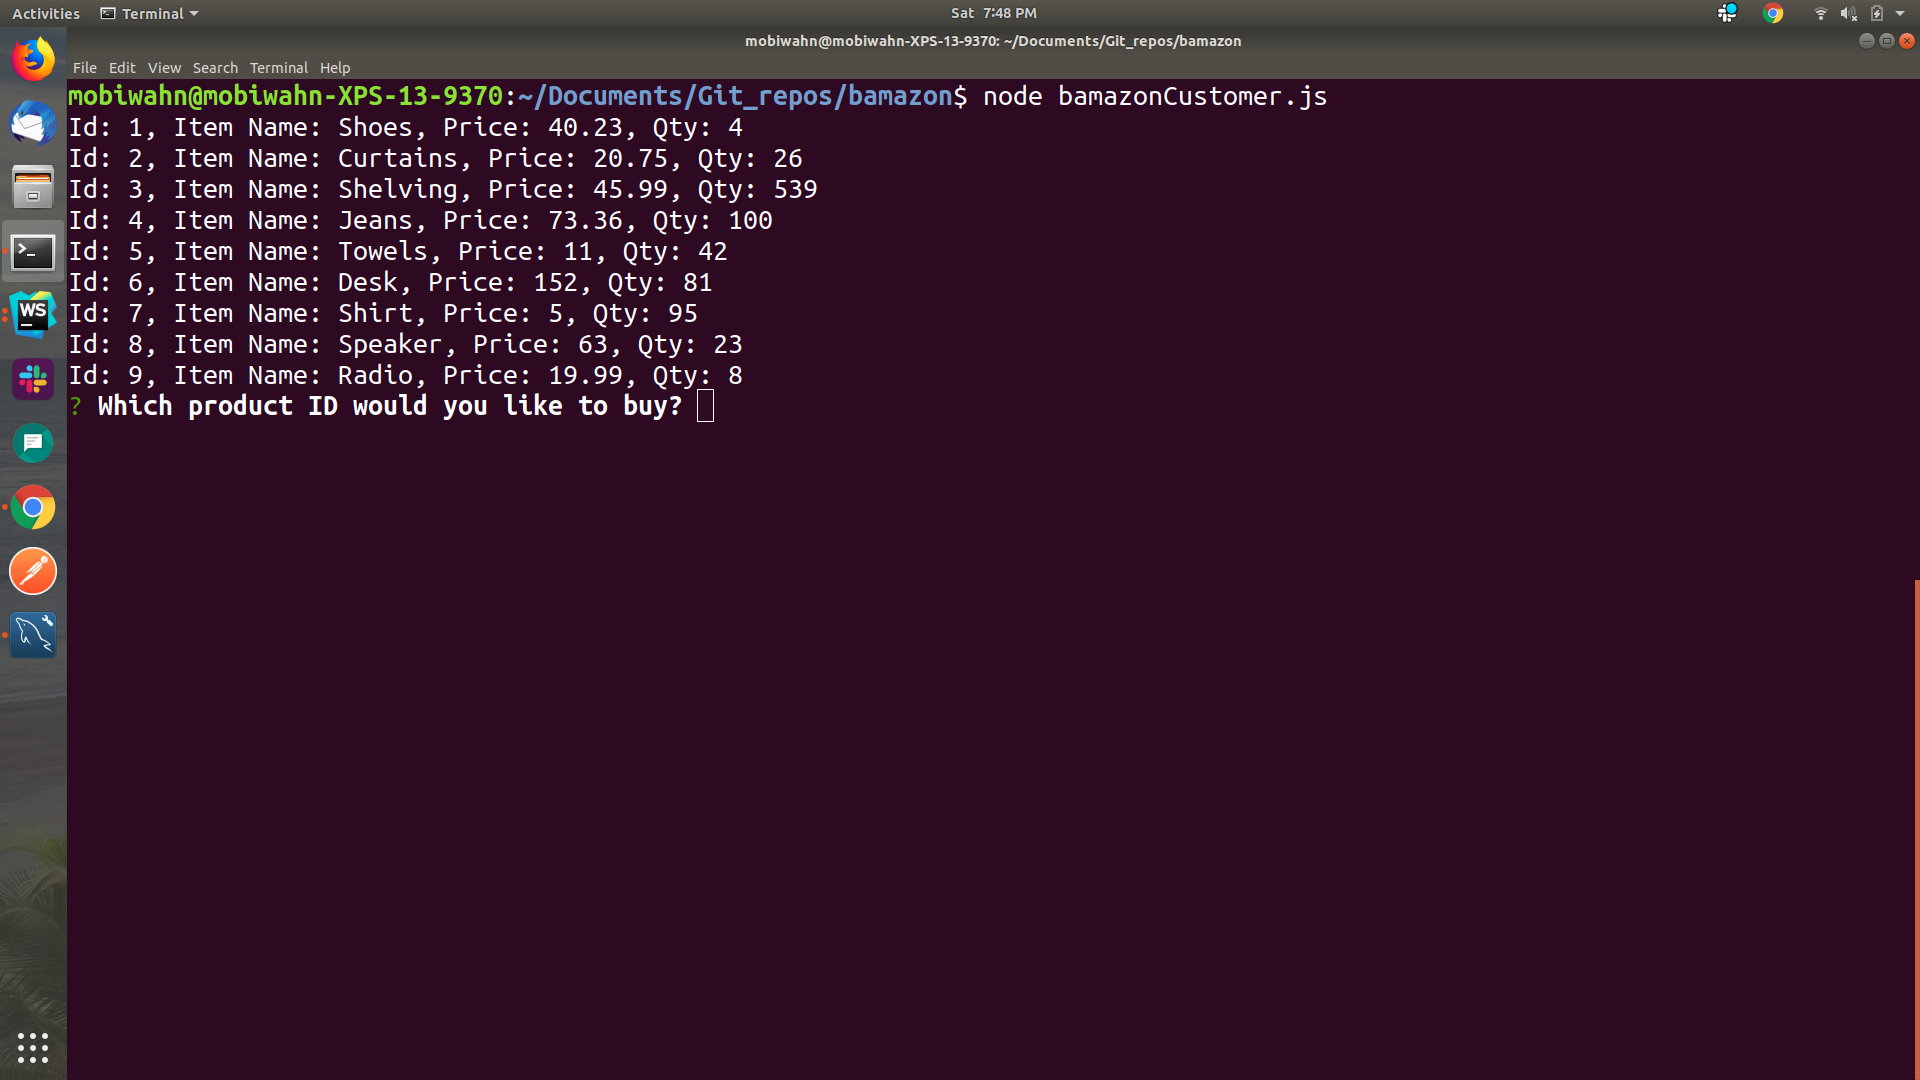 Activities Terminal Sat 7:48 PM
mobiwahn@mobiwahn-XPS-13-9370: ~/Documents/Git_repos/bamazon
File Edit View Search Terminal Help
mobiwahn@mobiwahn-XPS-13-9370:~/Documents/Git_repos/bamazon$ node bamazonCustomer.js
Id: 1, Item Name: Shoes, Price: 40.23, Qty: 4
Id: 2, Item Name: Curtains, Price: 20.75, Qty: 26
Id: 3, Item Name: Shelving, Price: 45.99, Qty: 539
Id: 4, Item Name: Jeans, Price: 73.36, Qty: 100
Id: 5, Item Name: Towels, Price: 11, Qty: 42
Id: 6, Item Name: Desk, Price: 152, Qty: 81
Id: 7, Item Name: Shirt, Price: 5, Qty: 95
Id: 8, Item Name: Speaker, Price: 63, Qty: 23
Id: 9, Item Name: Radio, Price: 19.99, Qty: 8
? Which product ID would you like to buy?
>_
WS